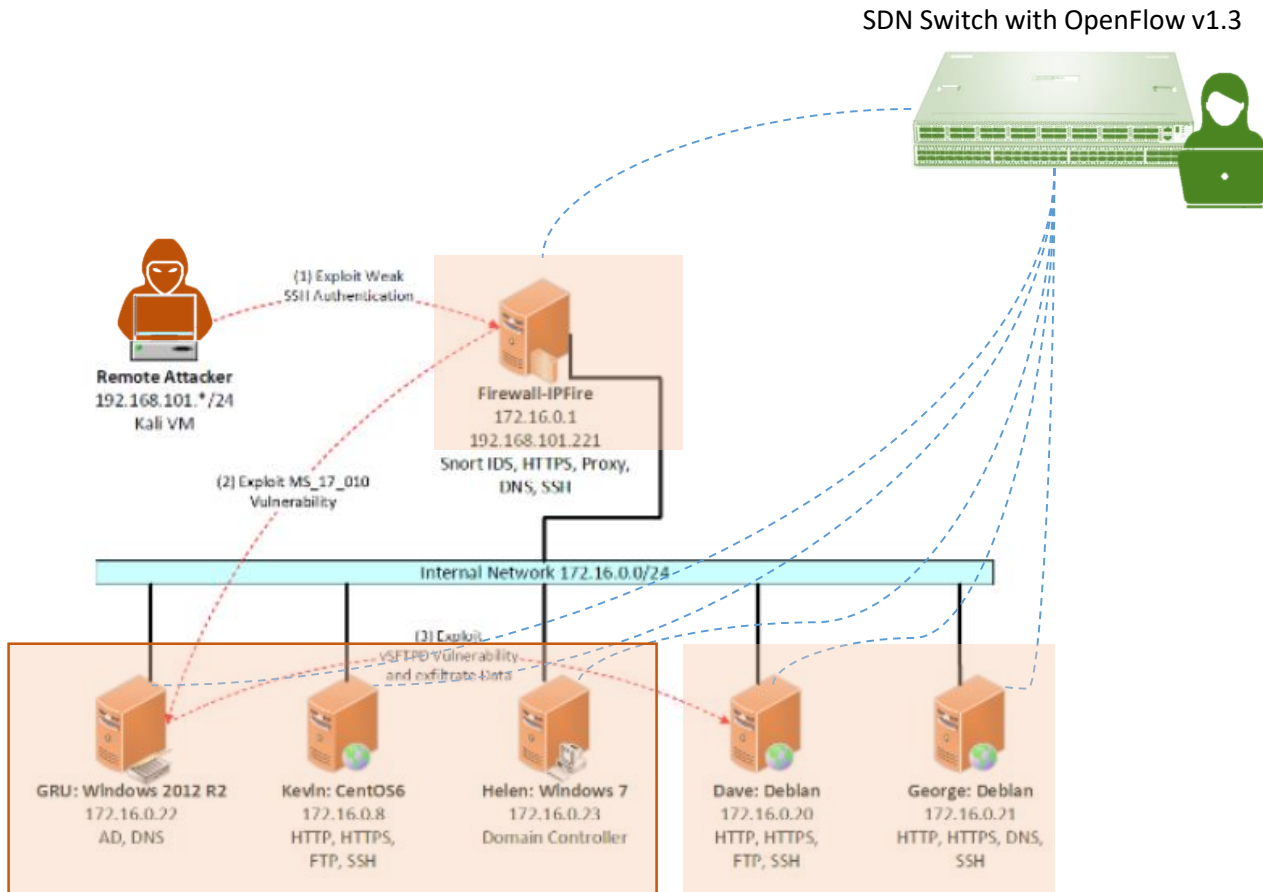 SDN Switch with OpenFlow v1.3
(1) Exploit Weak
SSH Authentication
Remote Attacker
192.168.101.*/24
Kali VM
Firewall-IPFire
172.16.0.1
192.168.101.221
Snort IDS, HTTPS, Proxy,
DNS, SSH
(2) Exploit MS_17_010
Vulnerability
Internal Network 172.16.0.0/24
(3) Exploit
vSFTPD Vulnerability
and exfiltrate Data
GRU: Windows 2012 R2
172.16.0.22
AD, DNS
Kevin: CentOS6
172.16.0.8
HTTP, HTTPS,
FTP, SSH
Helen: Windows 7
172.16.0.23
Domain Controller
Dave: Debian
172.16.0.20
HTTP, HTTPS,
FTP, SSH
George: Debian
172.16.0.21
HTTP, HTTPS, DNS,
SSH